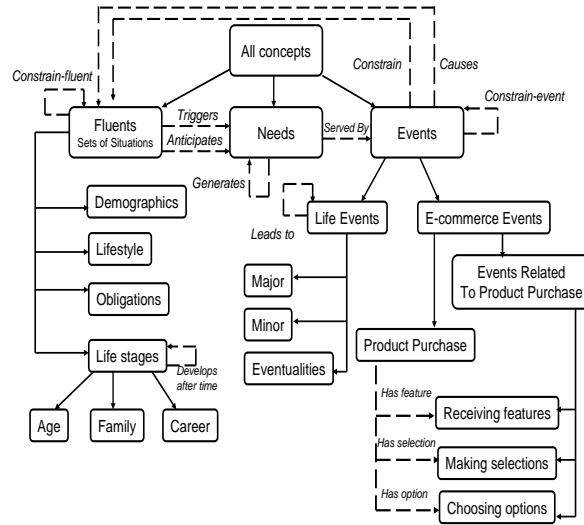 All concepts
Constrain
Causes
Constrain-fluent
Constrain-event
Fluents
Sets of Situations
Triggers
Anticipates
Needs
Served By
Events
Generates
Demographics
Lifestyle
Obligations
Life stages
Develops
after time
Age
Family
Career
Life Events
Leads to
Major
Minor
Eventualities
E-commerce Events
Events Related
To Product Purchase
Product Purchase
Has feature
Receiving features
Has selection
Making selections
Has option
Choosing options